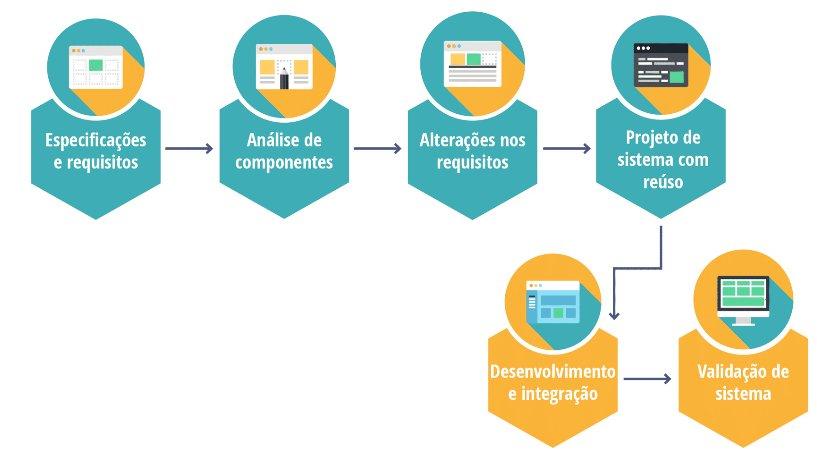 Especificações
e requisitos
Análise de
componentes
Alterações nos
requisitos
Projeto de
sistema com
reúso
Desenvolvimento
e integração
Validação de
sistema